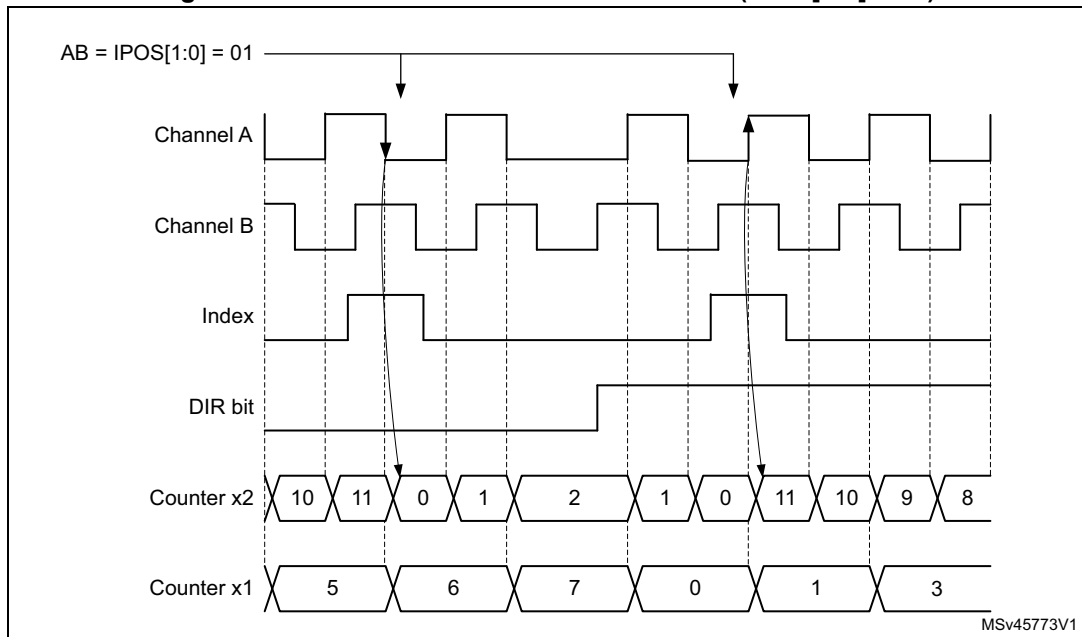 AB = IPOS[1:0] = 01
Channel A
Channel B
Index
DIR bit
Counter x2 10 11 0 1 2 1 0 11 10 9 8
Counter x1 5 6 7 0 1 3
MSv45773V1